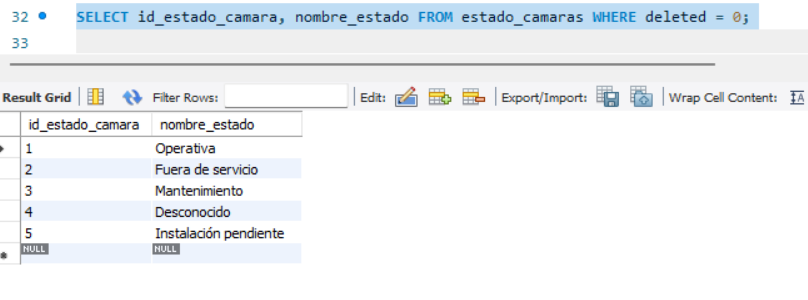 32 SELECT id_estado_camara, nombre_estado FROM estado_camaras WHERE deleted = 0;
33
Result Grid Filter Rows: Edit: Export/Import: Wrap Cell Content:
id_estado_camara nombre_estado
1 Operativa
2 Fuera de servicio
3 Mantenimiento
4 Desconocido
5 Instalación pendiente
NULL NULL